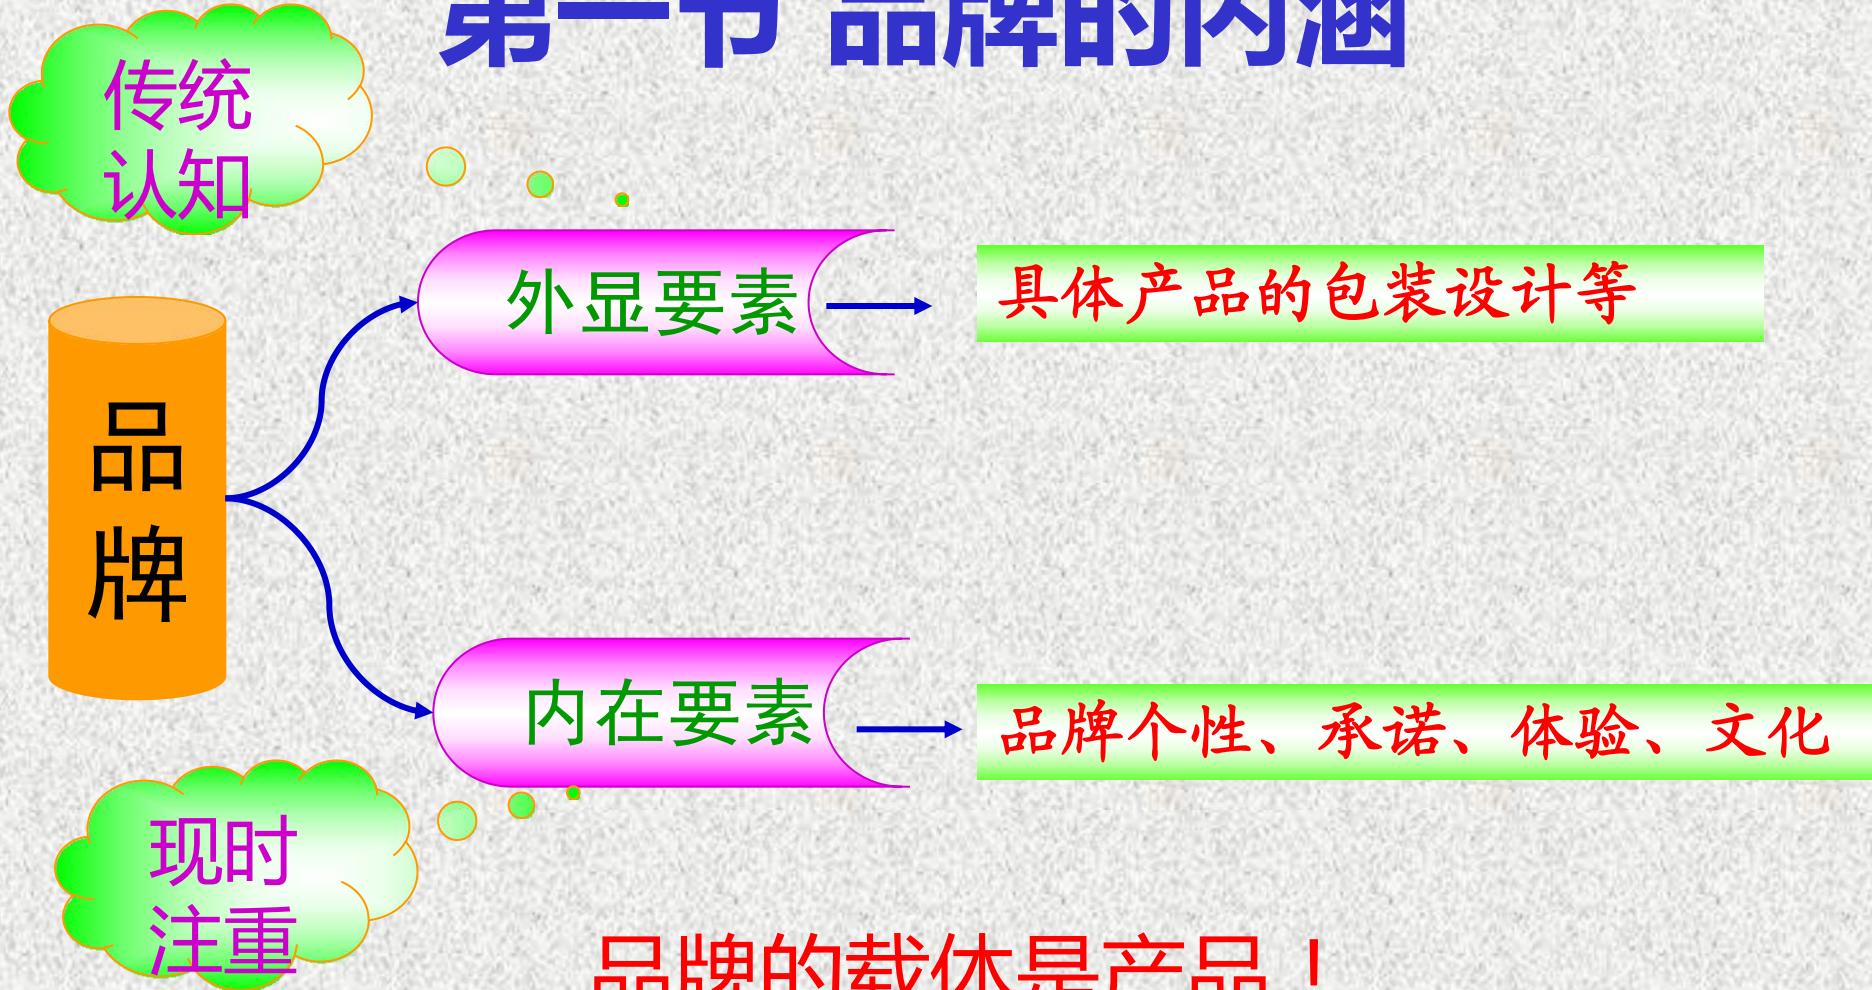 第一节 品牌的内涵
传统
认知
外显要素
具体产品的包装设计等
品
牌
内在要素
品牌个性、承诺、体验、文化
现时
注重
品牌的载体是产品！